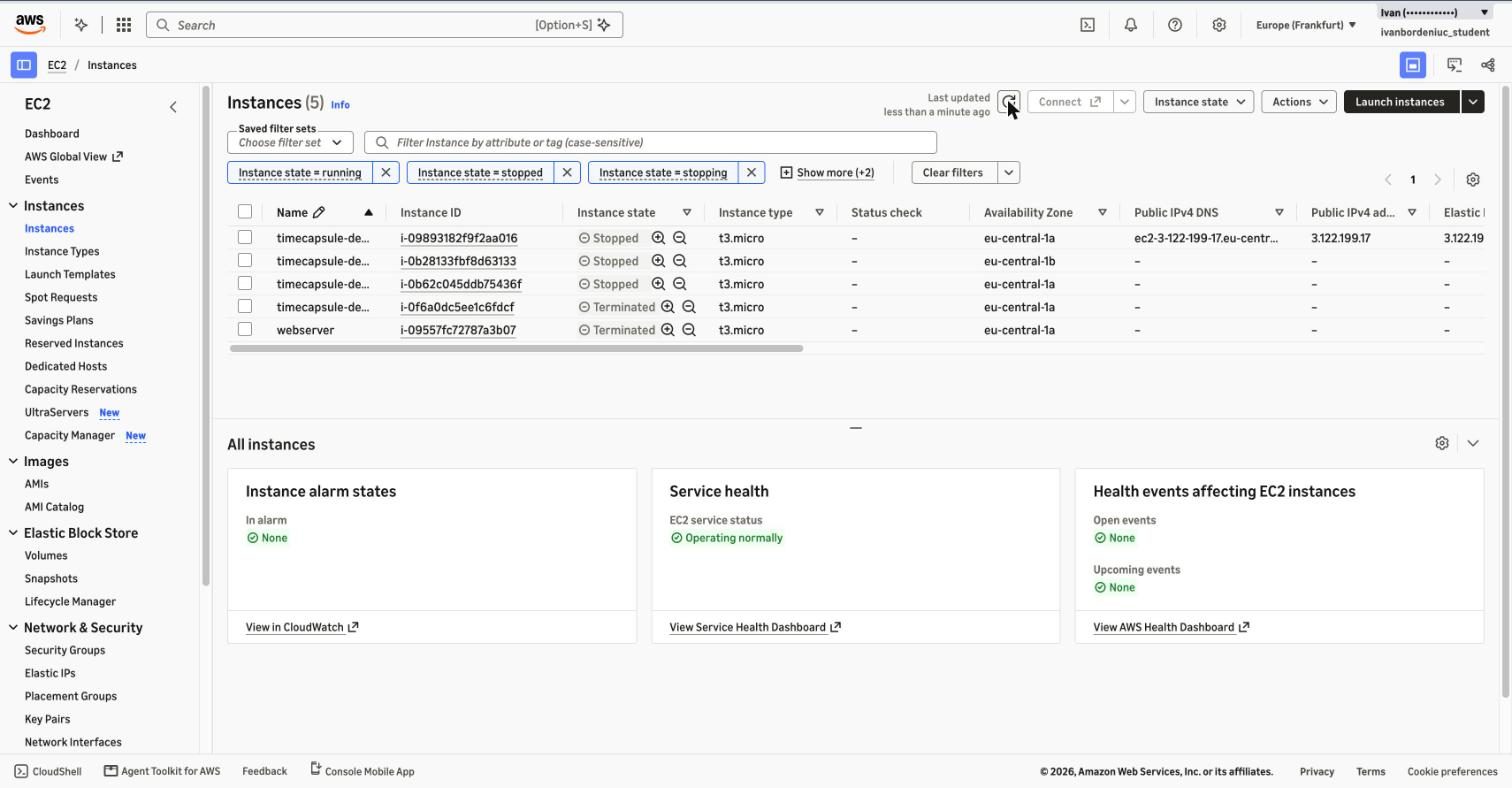 aws
Search [Option+S]
Europe (Frankfurt)
Ivan (••••••••••••)
ivanbordeniuc_student
EC2 / Instances
EC2
Dashboard
AWS Global View
Events
Instances
Instances
Instance Types
Launch Templates
Spot Requests
Savings Plans
Reserved Instances
Dedicated Hosts
Capacity Reservations
UltraServers New
Capacity Manager New
Images
AMIs
AMI Catalog
Elastic Block Store
Volumes
Snapshots
Lifecycle Manager
Network & Security
Security Groups
Elastic IPs
Placement Groups
Key Pairs
Network Interfaces
Instances (5) Info
Last updated
less than a minute ago
Connect
Instance state
Actions
Launch instances
Saved filter sets
Choose filter set
Filter Instance by attribute or tag (case-sensitive)
Instance state = running
Instance state = stopped
Instance state = stopping
Show more (+2)
Clear filters
1
Name Instance ID Instance state Instance type Status check Availability Zone Public IPv4 DNS Public IPv4 ad... Elastic I
timecapsule-de... i-09893182f9f2aa016 Stopped t3.micro – eu-central-1a ec2-3-122-199-17.eu-centr... 3.122.199.17 3.122.19
timecapsule-de... i-0b28133fbf8d63133 Stopped t3.micro – eu-central-1b – – –
timecapsule-de... i-0b62c045ddb75436f Stopped t3.micro – eu-central-1a – – –
timecapsule-de... i-0f6a0dc5ee1c6fdcf Terminated t3.micro – eu-central-1a – – –
webserver i-09557fc72787a3b07 Terminated t3.micro – eu-central-1a – – –
All instances
Instance alarm states
In alarm
None
View in CloudWatch
Service health
EC2 service status
Operating normally
View Service Health Dashboard
Health events affecting EC2 instances
Open events
None
Upcoming events
None
View AWS Health Dashboard
CloudShell
Agent Toolkit for AWS
Feedback
Console Mobile App
© 2026, Amazon Web Services, Inc. or its affiliates.
Privacy
Terms
Cookie preferences